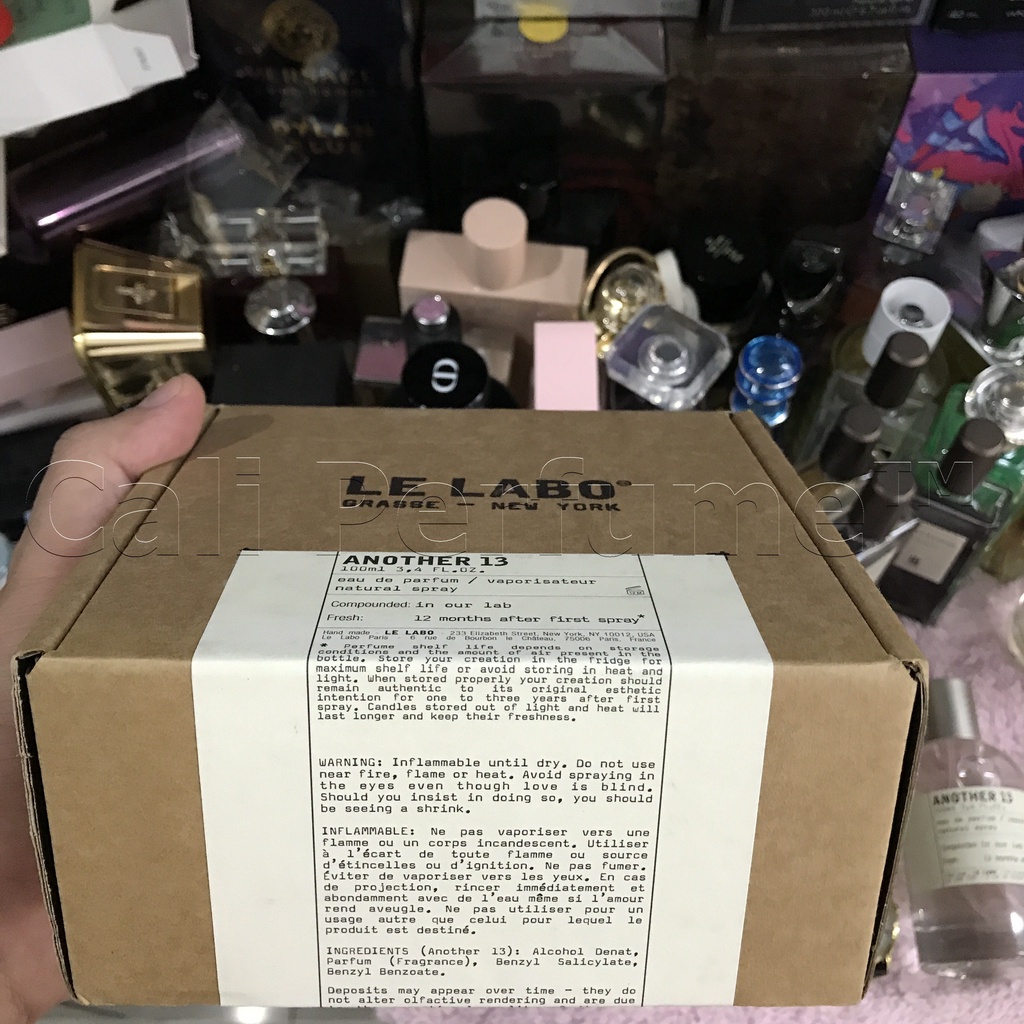 VERSACE
DYLAN
BLUE
Cali Perfume™
LE LABO®
GRASSE – NEW YORK
ANOTHER 13
100ml 3.4 FL.OZ.
eau de parfum / vaporisateur
natural spray
Compounded: in our lab
Fresh: 12 months after first spray*
Hand made LE LABO - 233 Elizabeth Street, New York, NY 10012, USA
Le Labo Paris - 6 rue de Bourbon le Château, 75006 Paris, France
* Perfume shelf life depends on storage
conditions and the amount of air present in the
bottle. Store your creation in the fridge for
maximum shelf life or avoid storing in heat and
light. When stored properly your creation should
remain authentic to its original esthetic
intention for one to three years after first
spray. Candles stored out of light and heat will
last longer and keep their freshness.
WARNING: Inflammable until dry. Do not use
near fire, flame or heat. Avoid spraying in
the eyes even though love is blind.
Should you insist in doing so, you should
be seeing a shrink.
INFLAMMABLE: Ne pas vaporiser vers une
flamme ou un corps incandescent. Utiliser
à l'écart de toute flamme ou source
d'étincelles ou d'ignition. Ne pas fumer.
Éviter de vaporiser vers les yeux. En cas
de projection, rincer immédiatement et
abondamment avec de l'eau même si l'amour
rend aveugle. Ne pas utiliser pour un
usage autre que celui pour lequel le
produit est destiné.
INGREDIENTS (Another 13): Alcohol Denat,
Parfum (Fragrance), Benzyl Salicylate,
Benzyl Benzoate.
Deposits may appear over time – they do
not alter olfactive rendering and are due
ANOTHER 13
eau de parfum /
natural spray